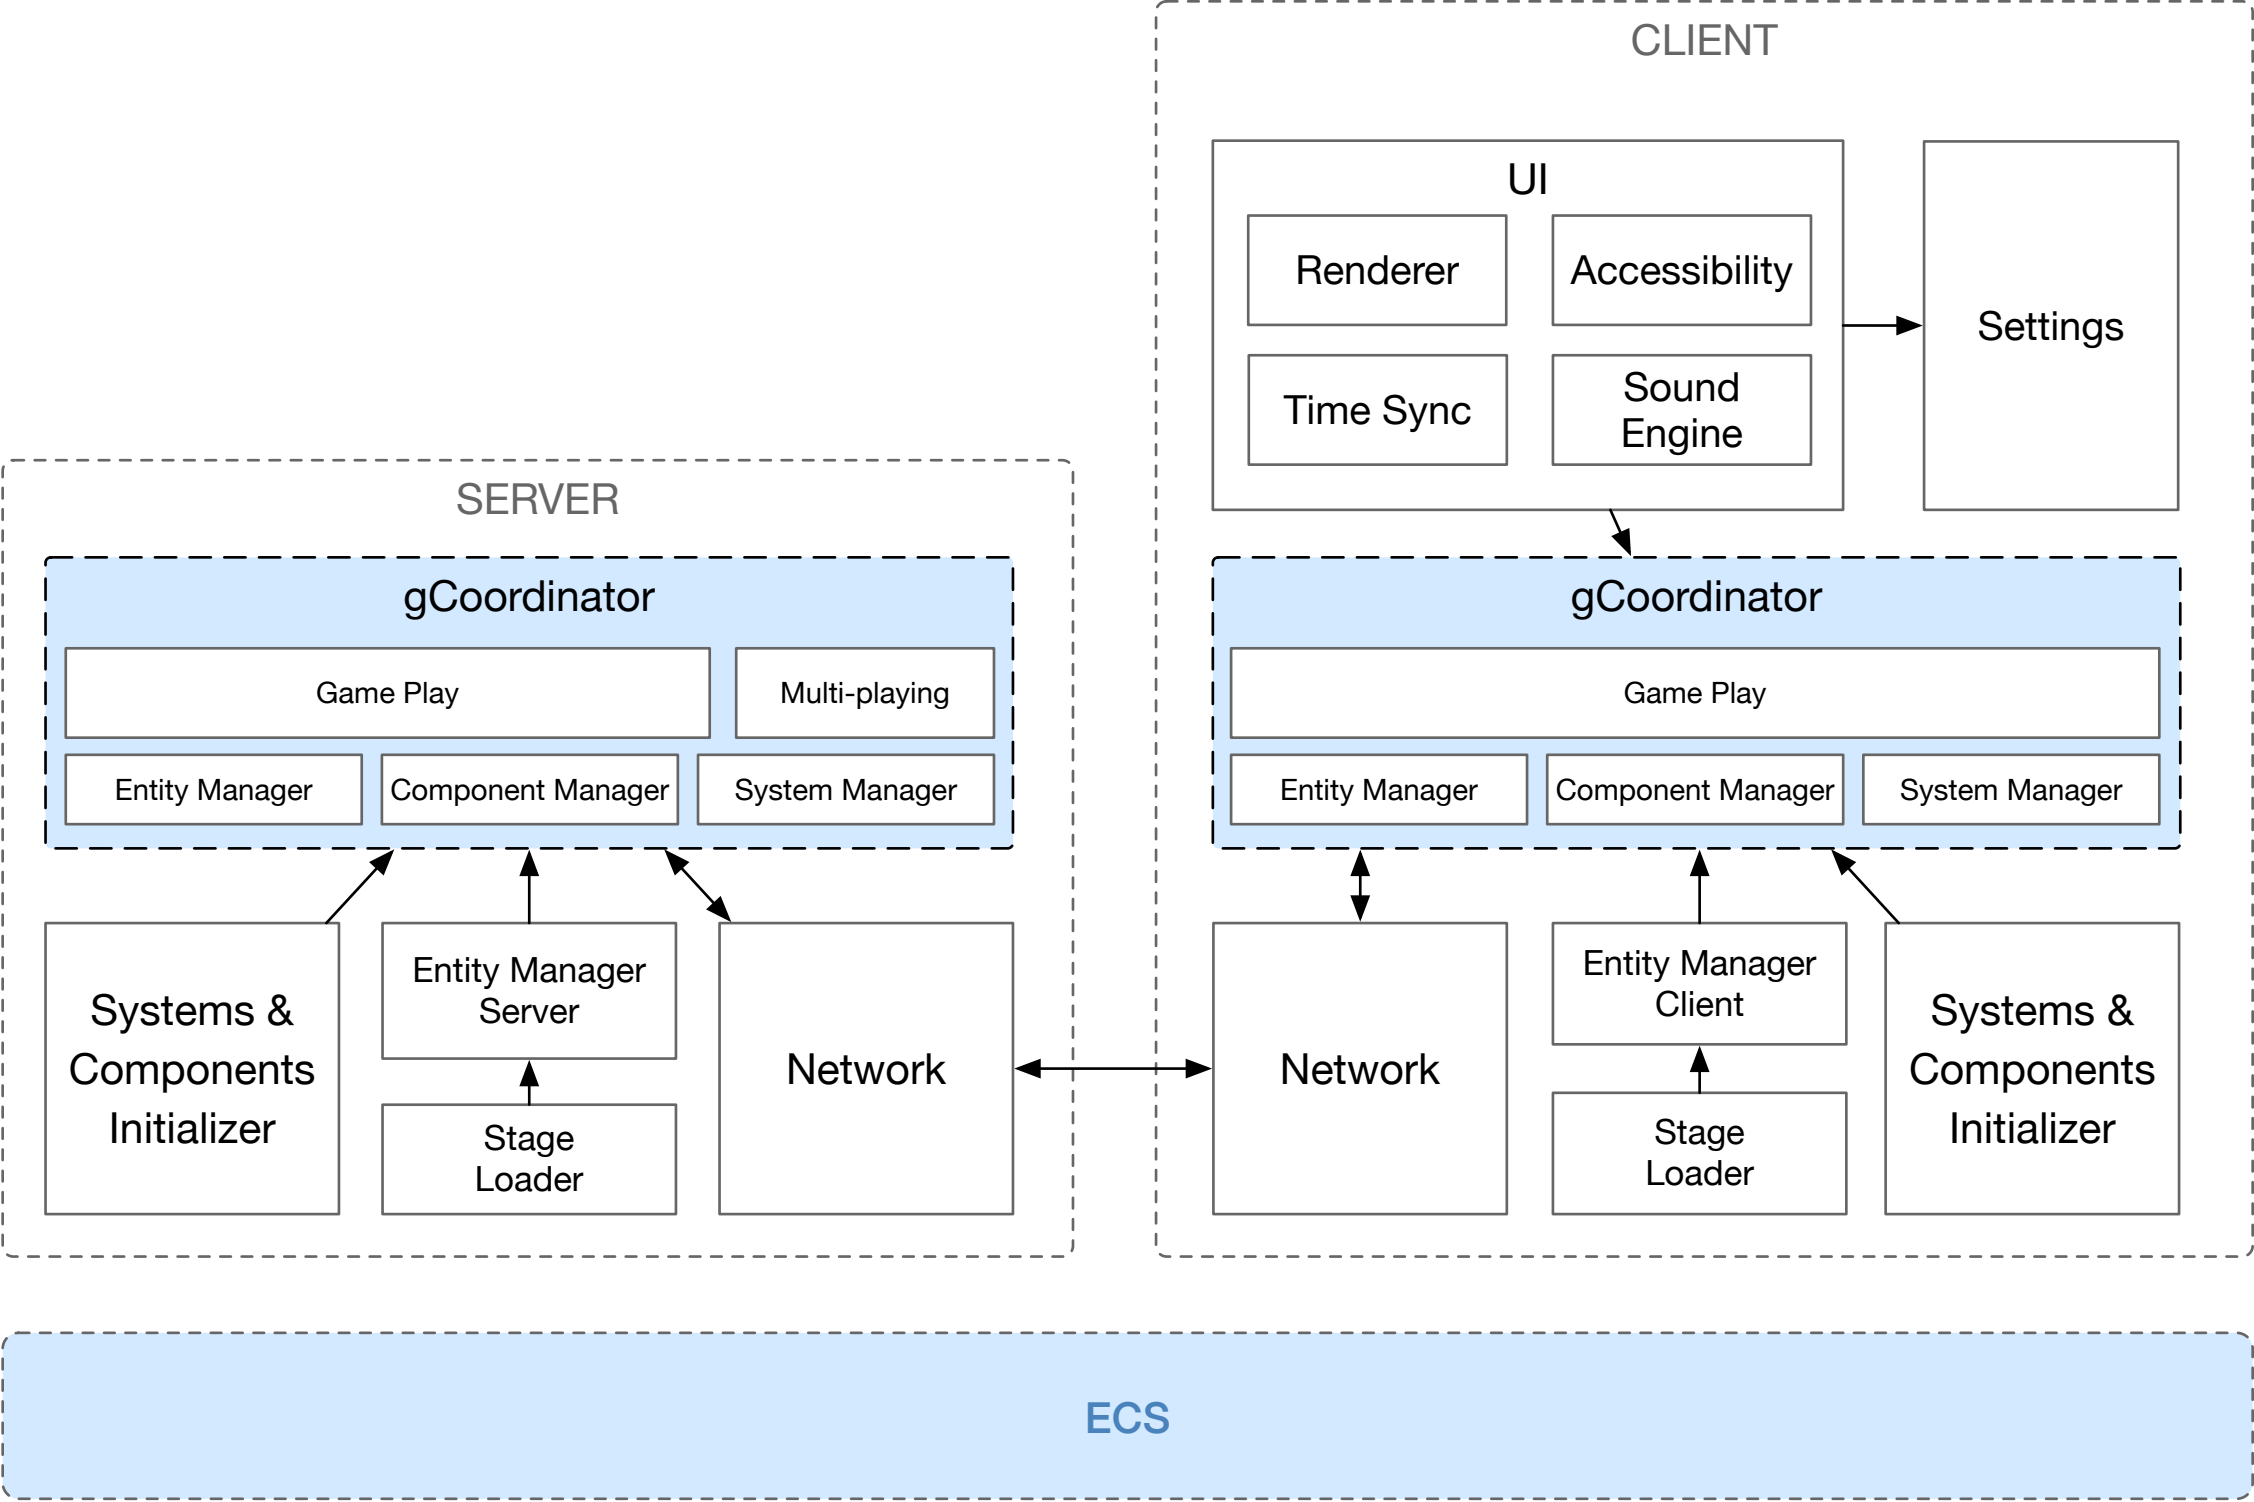 CLIENT
UI
Renderer
Accessibility
Time Sync
Sound
Engine
Settings
SERVER
gCoordinator
Game Play
Multi-playing
Entity Manager
Component Manager
System Manager
gCoordinator
Game Play
Entity Manager
Component Manager
System Manager
Systems &
Components
Initializer
Entity Manager
Server
Stage
Loader
Network
Network
Entity Manager
Client
Stage
Loader
Systems &
Components
Initializer
ECS